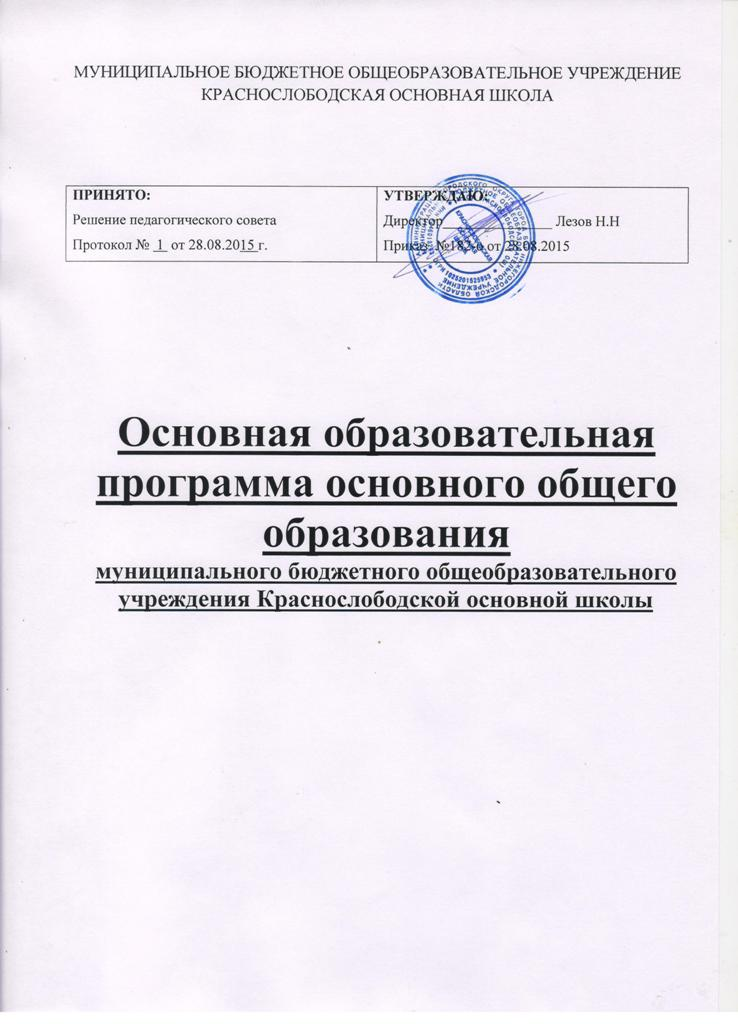 МУНИЦИПАЛЬНОЕ БЮДЖЕТНОЕ ОБЩЕОБРАЗОВАТЕЛЬНОЕ УЧРЕЖДЕНИЕ
КРАСНОСЛОБОДСКАЯ ОСНОВНАЯ ШКОЛА
ПРИНЯТО:
Решение педагогического совета
Протокол № 1 от 28.08.2015 г.
УТВЕРЖДАЮ:
Директор________________ Лезов Н.Н
Приказ №182-о от 28.08.2015
Основная образовательная
программа основного общего
образования
муниципального бюджетного общеобразовательного
учреждения Краснослободской основной школы